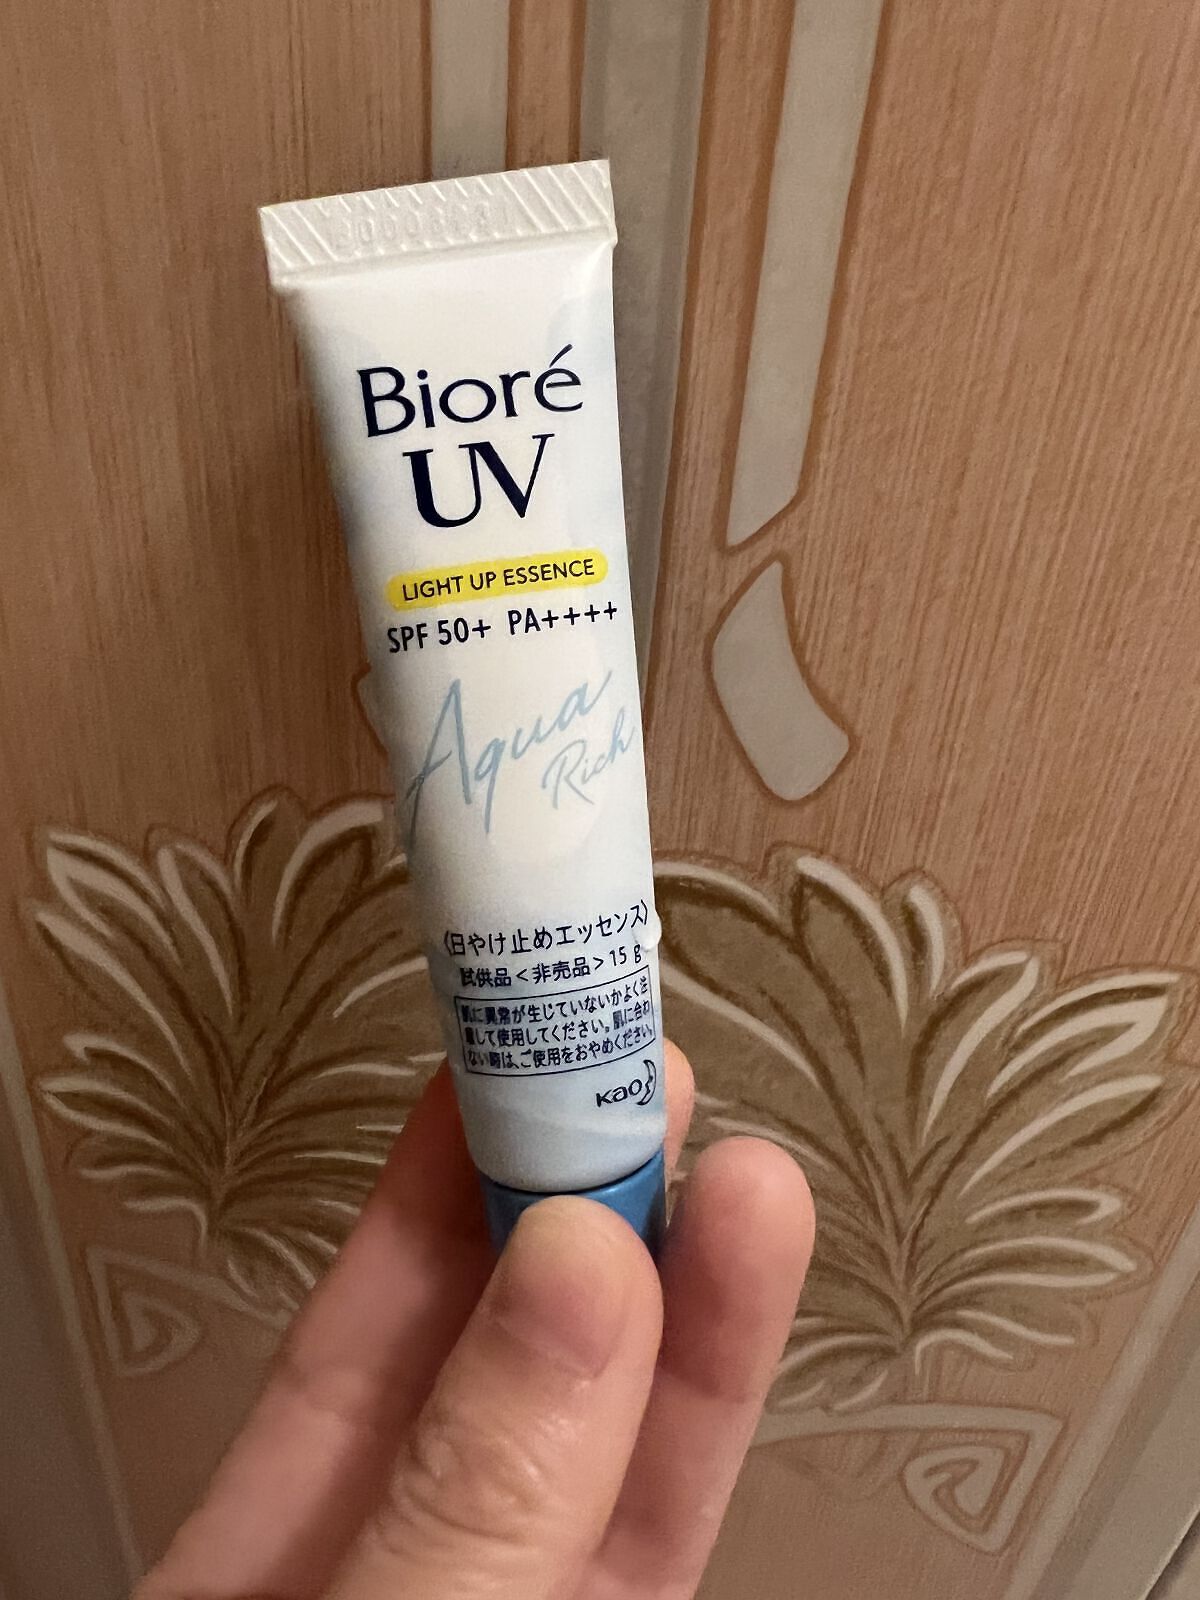 Bioré
UV
LIGHT UP ESSENCE
SPF 50+ PA++++
Aqua
Rich
〈日やけ止めエッセンス〉
試供品<非売品>15 g
肌に異常が生じていないかよく注
意して使用してください。肌に合わ
ない時は、ご使用をおやめください。
Kao